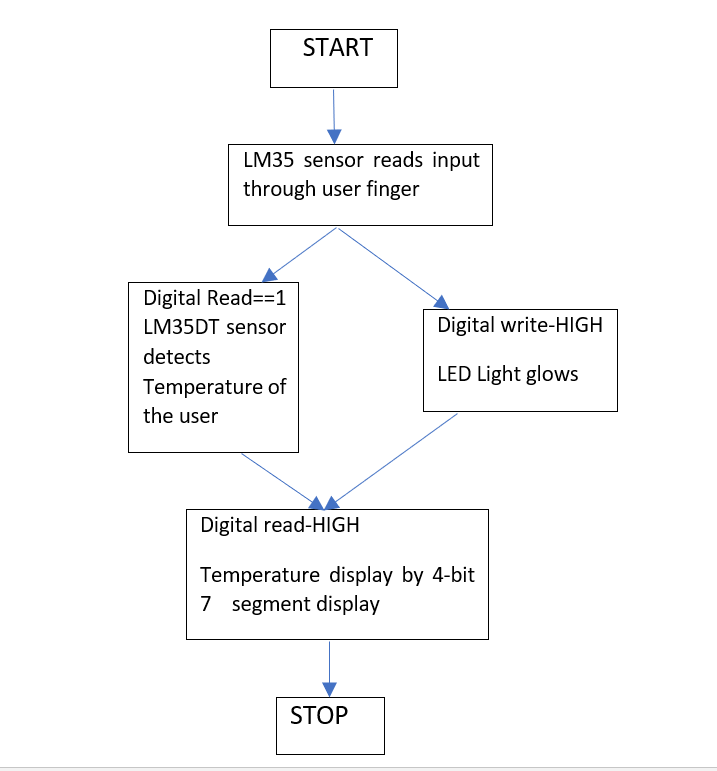 START
LM35 sensor reads input
through user finger
Digital Read==1
LM35DT sensor
detects
Temperature of
the user
Digital write-HIGH
LED Light glows
Digital read-HIGH
Temperature display by 4-bit
7 segment display
STOP